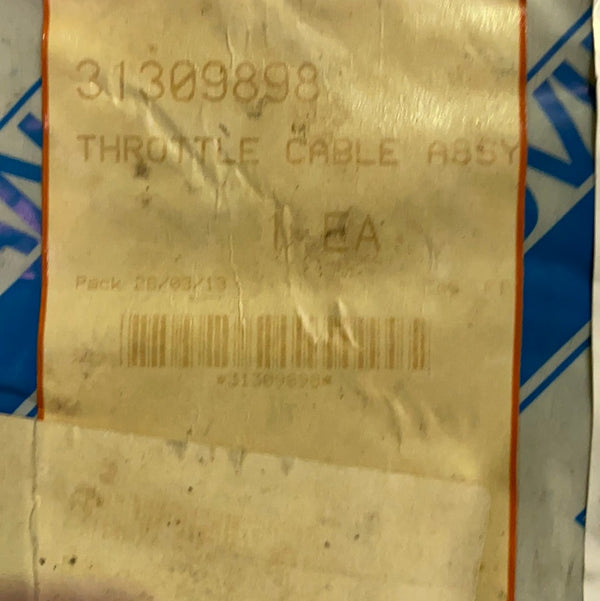 31309898
THROTTLE CABLE ASSY
1 EA
Pack 28/03/13
*31309898*